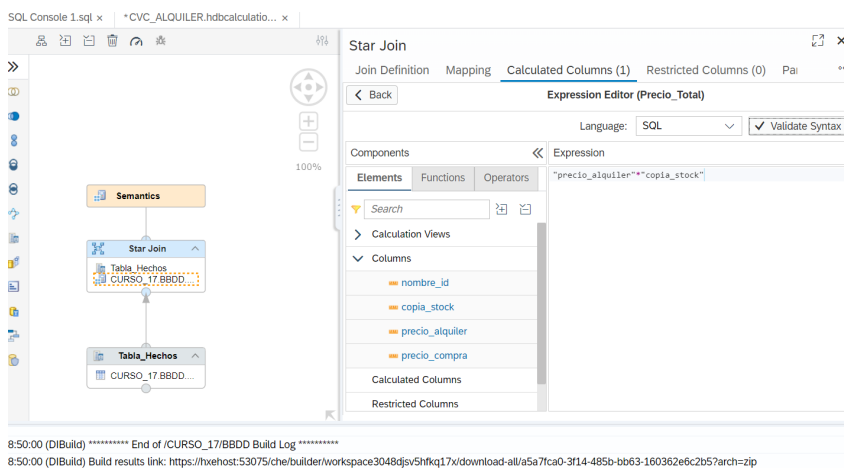 SQL Console 1.sql × *CVC_ALQUILER.hdbcalculatio... ×
Star Join
Join Definition Mapping Calculated Columns (1) Restricted Columns (0) Pa
Back Expression Editor (Precio_Total)
Language: SQL Validate Syntax
Components Expression
Elements Functions Operators
"precio_alquiler"*"copia_stock"
Search
Calculation Views
Columns
nombre_id
copia_stock
precio_alquiler
precio_compra
Calculated Columns
Restricted Columns
100%
Semantics
Star Join
Tabla_Hechos
CURSO_17.BBDD....
Tabla_Hechos
CURSO_17.BBDD....
8:50:00 (DIBuild) ********** End of /CURSO_17/BBDD Build Log **********
8:50:00 (DIBuild) Build results link: https://hxehost:53075/che/builder/workspace3048djsv5hfkq17x/download-all/a5a7fca0-3f14-485b-bb63-160362e6c2b5?arch=zip